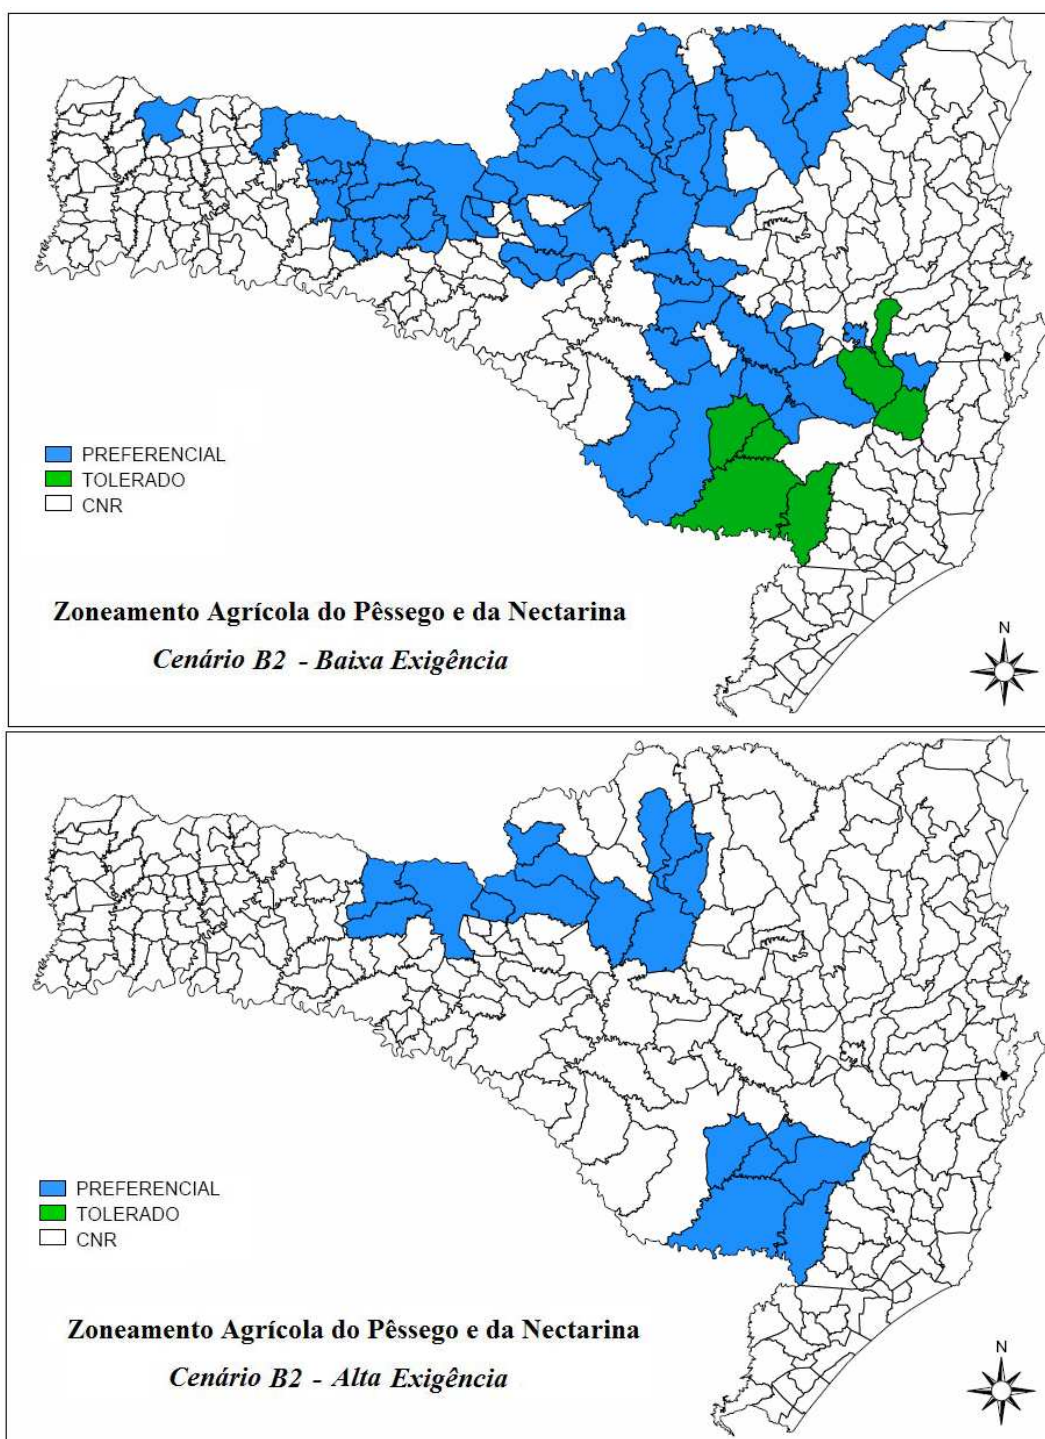 PREFERENCIAL
TOLERADO
CNR
Zoneamento Agrícola do Pêssego e da Nectarina
Cenário B2 - Baixa Exigência
N
PREFERENCIAL
TOLERADO
CNR
Zoneamento Agrícola do Pêssego e da Nectarina
Cenário B2 - Alta Exigência
N